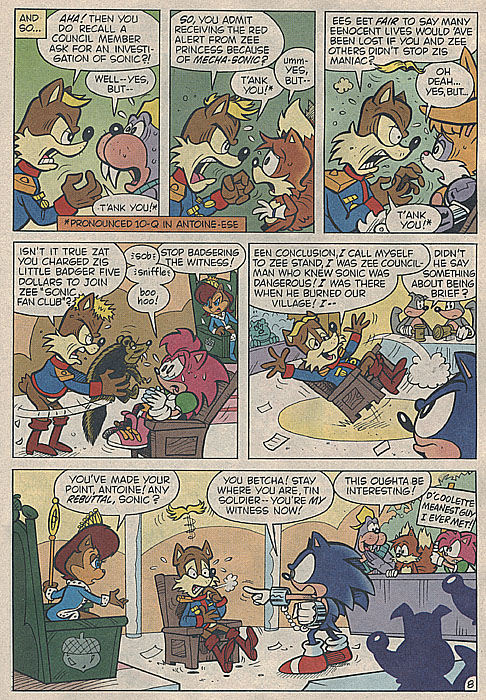 AND
SO...
AHA! THEN YOU
DO RECALL A
COUNCIL MEMBER
ASK FOR AN INVESTI-
GATION OF SONIC?!
WELL--YES,
BUT--
T'ANK YOU!*
SO, YOU ADMIT
RECEIVING THE RED
ALERT FROM ZEE
PRINCESS BECAUSE
OF MECHA-SONIC?
umm-
YES,
BUT--
T'ANK
YOU!*
*PRONOUNCED 10-Q IN ANTOINE-ESE
EES EET FAIR TO SAY MANY
EENOCENT LIVES WOULD 'AVE
BEEN LOST IF YOU AND ZEE
OTHERS DIDN'T STOP ZIS
MANIAC?
OH
DEAH...
YES, BUT...
T'ANK
YOU!*
ISN'T IT TRUE ZAT
YOU CHARGED ZIS
LITTLE BADGER FIVE
DOLLARS TO JOIN
ZEE "SONIC
FAN CLUB"?!
:sob:
:sniffle:
boo
hoo!
STOP BADGERING
THE WITNESS!
EEN CONCLUSION, I CALL MYSELF
TO ZEE STAND, I WAS ZEE COUNCIL-
MAN WHO KNEW SONIC WAS
DANGEROUS! I WAS THERE
WHEN HE BURNED OUR
VILLAGE! I--
DIDN'T
HE SAY
SOMETHING
ABOUT BEING
BRIEF?
YOU'VE MADE YOUR
POINT, ANTOINE! ANY
REBUTTAL, SONIC?
YOU BETCHA! STAY
WHERE YOU ARE, TIN
SOLDIER--YOU'RE MY
WITNESS NOW!
THIS OUGHTA BE
INTERESTING!
D'COOLETTE
MEANEST GUY
I EVER MET!
8